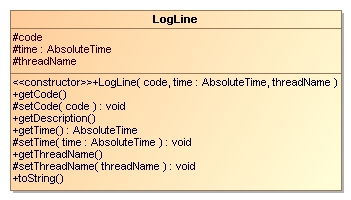 LogLine
#code
#time : AbsoluteTime
#threadName
<<constructor>>+LogLine( code, time : AbsoluteTime, threadName )
+getCode()
#setCode( code ) : void
+getDescription()
+getTime() : AbsoluteTime
#setTime( time : AbsoluteTime ) : void
+getThreadName()
#setThreadName( threadName ) : void
+toString()